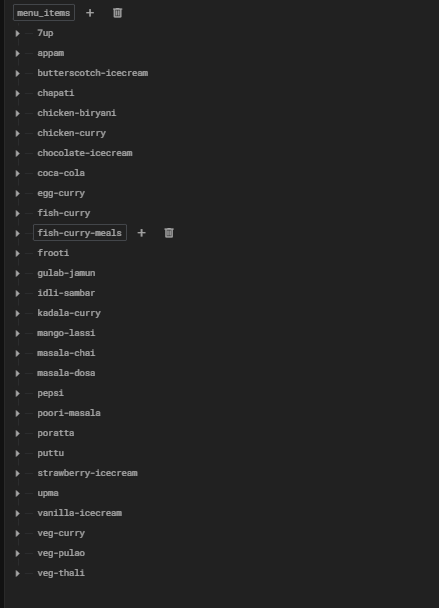 menu_items
7up
appam
butterscotch-icecream
chapati
chicken-biryani
chicken-curry
chocolate-icecream
coca-cola
egg-curry
fish-curry
fish-curry-meals
frooti
gulab-jamun
idli-sambar
kadala-curry
mango-lassi
masala-chai
masala-dosa
pepsi
poori-masala
poratta
puttu
strawberry-icecream
upma
vanilla-icecream
veg-curry
veg-pulao
veg-thali